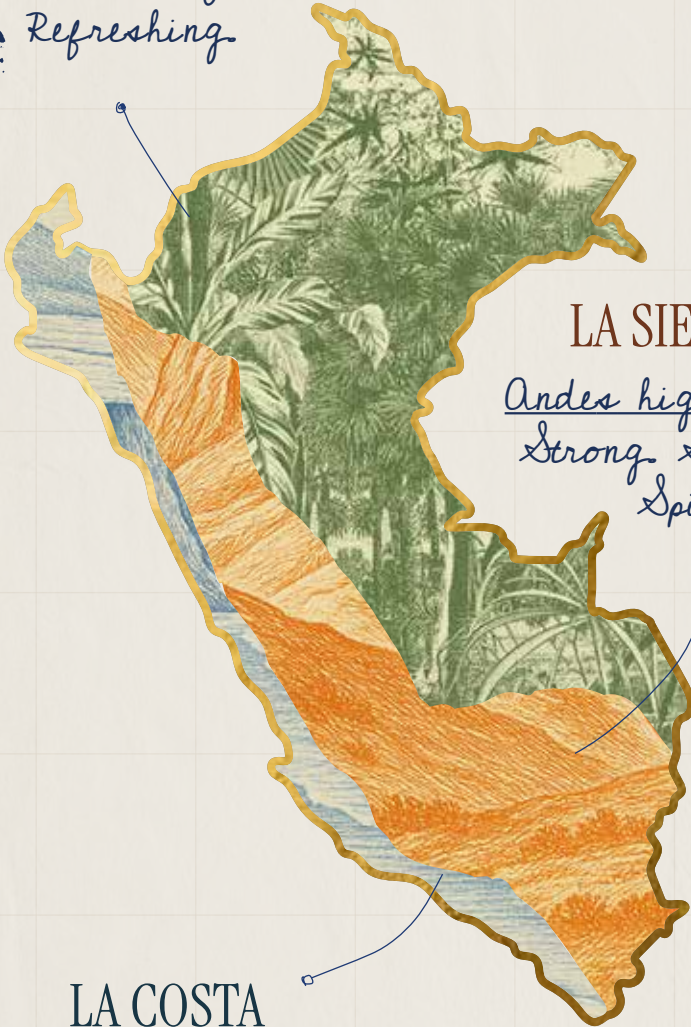 Refreshing.
LA SIE
Andes hig
Strong.
Spi
LA COSTA